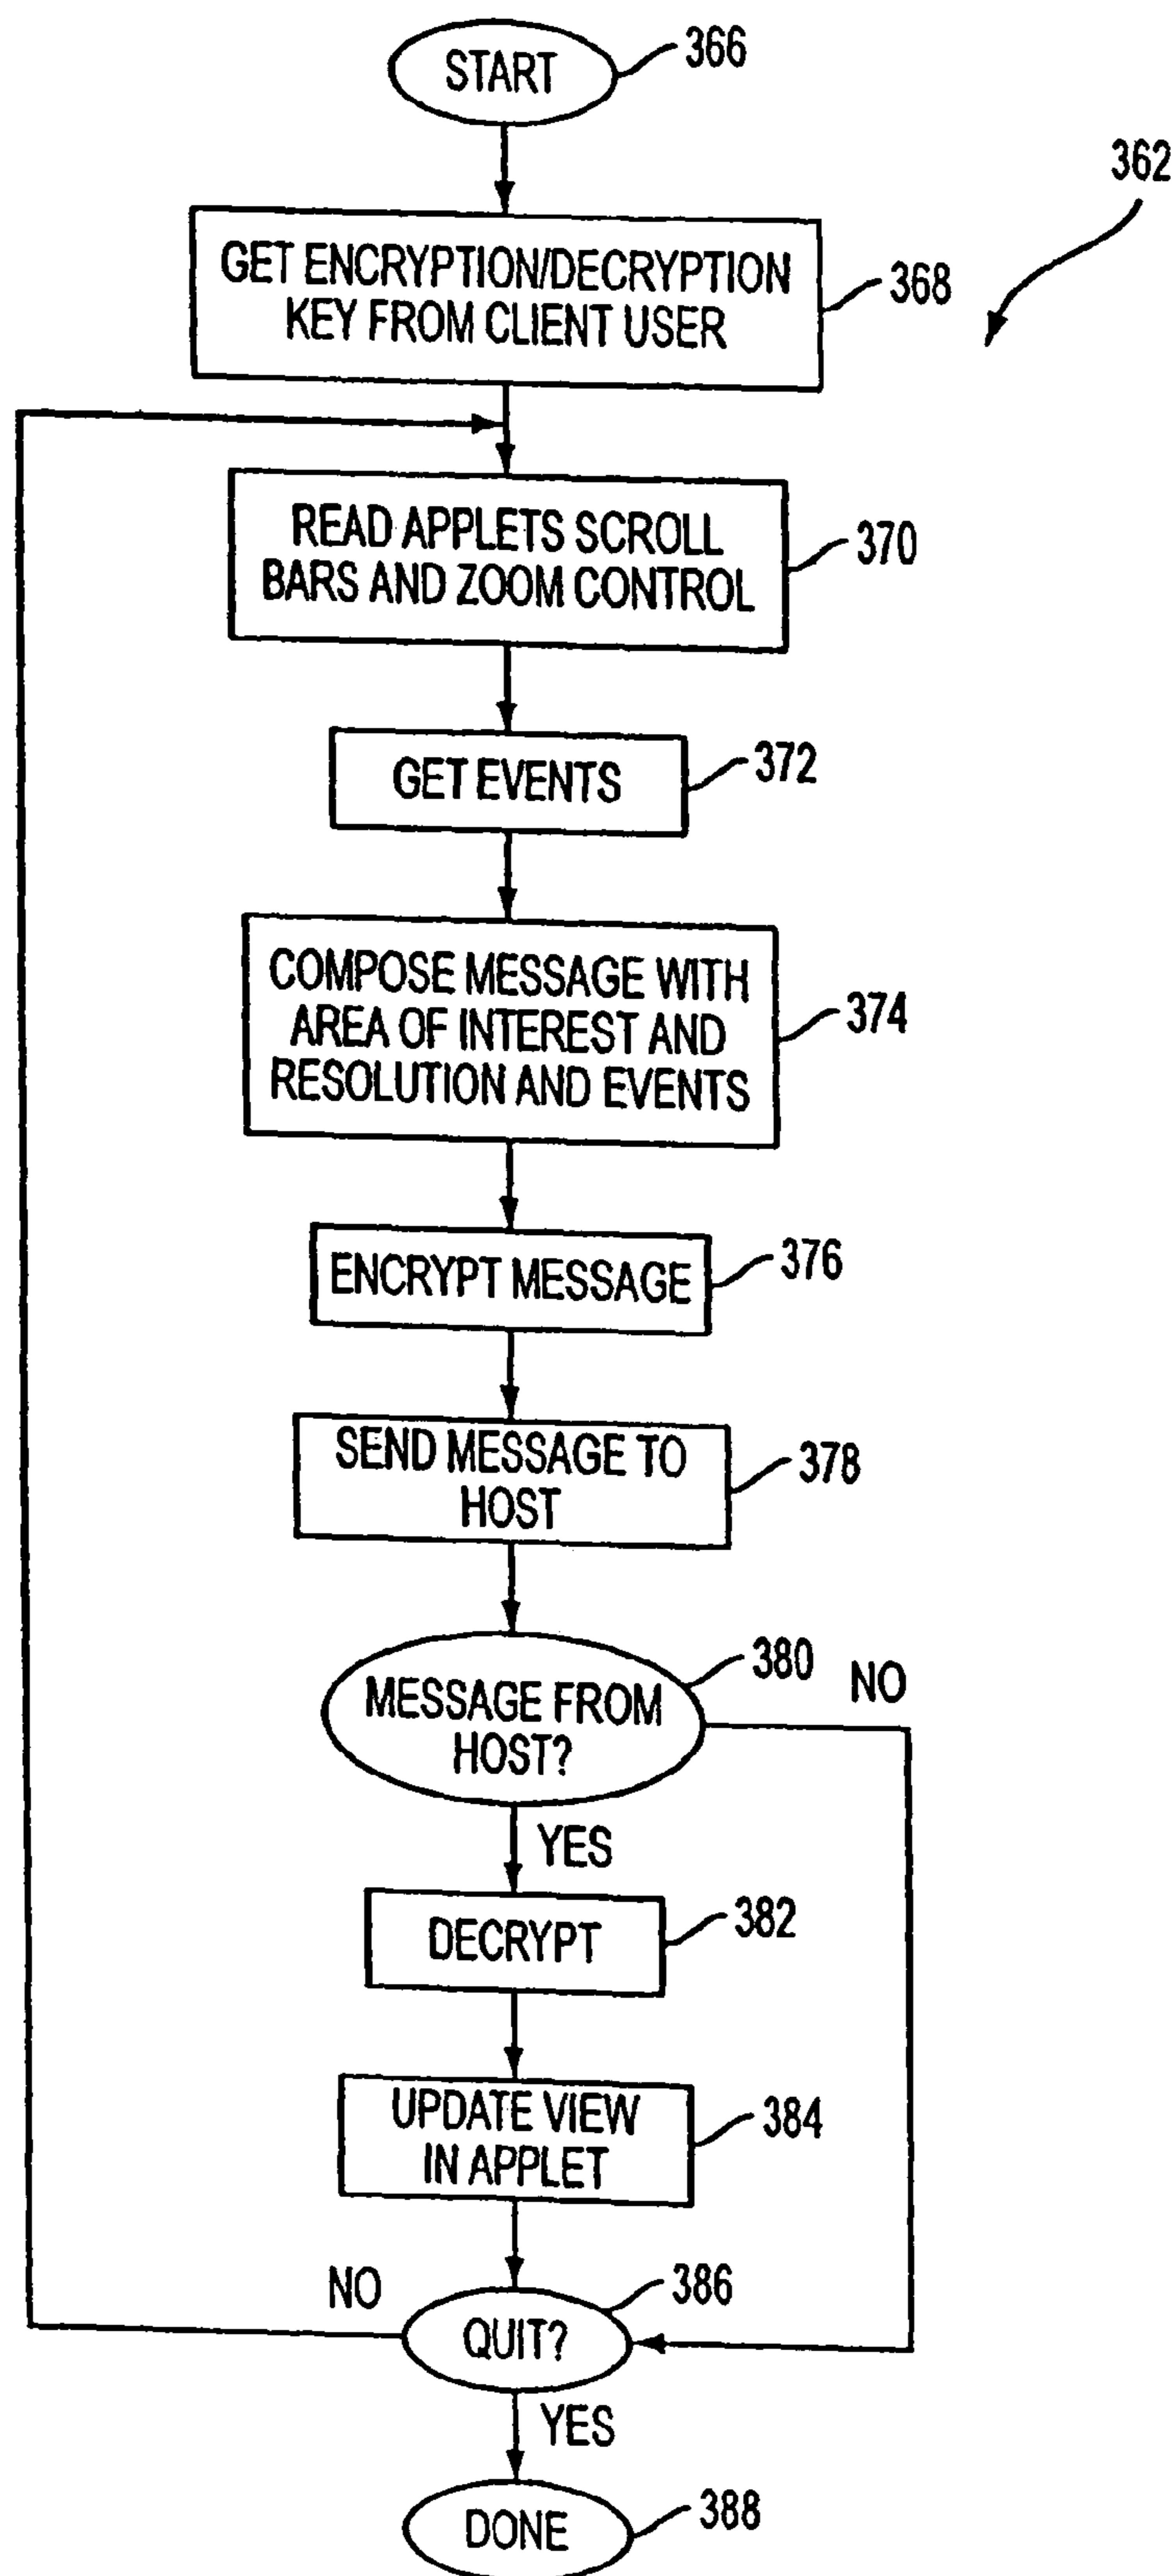 START
366
362
GET ENCRYPTION/DECRYPTION
KEY FROM CLIENT USER
368
READ APPLETS SCROLL
BARS AND ZOOM CONTROL
370
GET EVENTS
372
COMPOSE MESSAGE WITH
AREA OF INTEREST AND
RESOLUTION AND EVENTS
374
ENCRYPT MESSAGE
376
SEND MESSAGE TO
HOST
378
MESSAGE FROM
HOST?
380
NO
YES
DECRYPT
382
UPDATE VIEW
IN APPLET
384
NO
QUIT?
386
YES
DONE
388